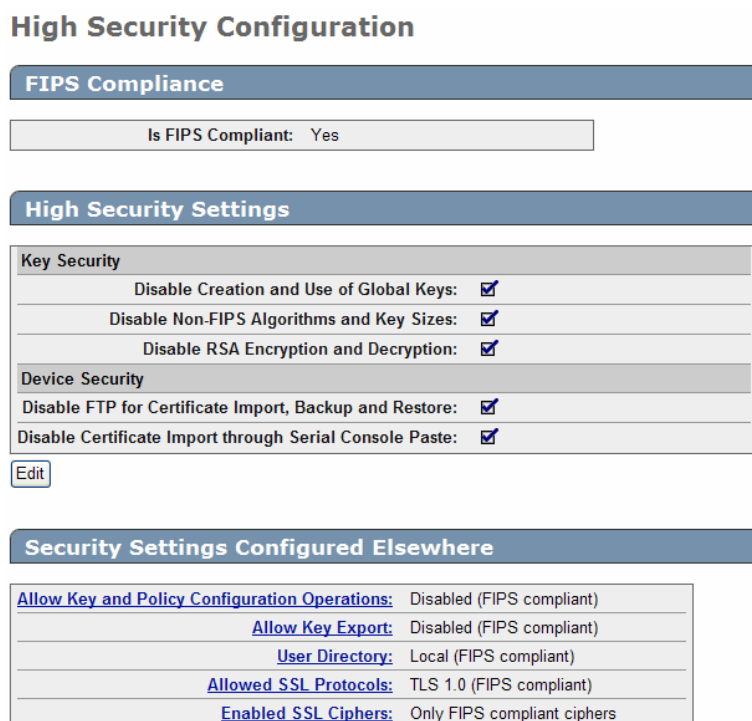 High Security Configuration
FIPS Compliance
Is FIPS Compliant: Yes
High Security Settings
Key Security
Disable Creation and Use of Global Keys:
Disable Non-FIPS Algorithms and Key Sizes:
Disable RSA Encryption and Decryption:
Device Security
Disable FTP for Certificate Import, Backup and Restore:
Disable Certificate Import through Serial Console Paste:
Edit
Security Settings Configured Elsewhere
Allow Key and Policy Configuration Operations: Disabled (FIPS compliant)
Allow Key Export: Disabled (FIPS compliant)
User Directory: Local (FIPS compliant)
Allowed SSL Protocols: TLS 1.0 (FIPS compliant)
Enabled SSL Ciphers: Only FIPS compliant ciphers